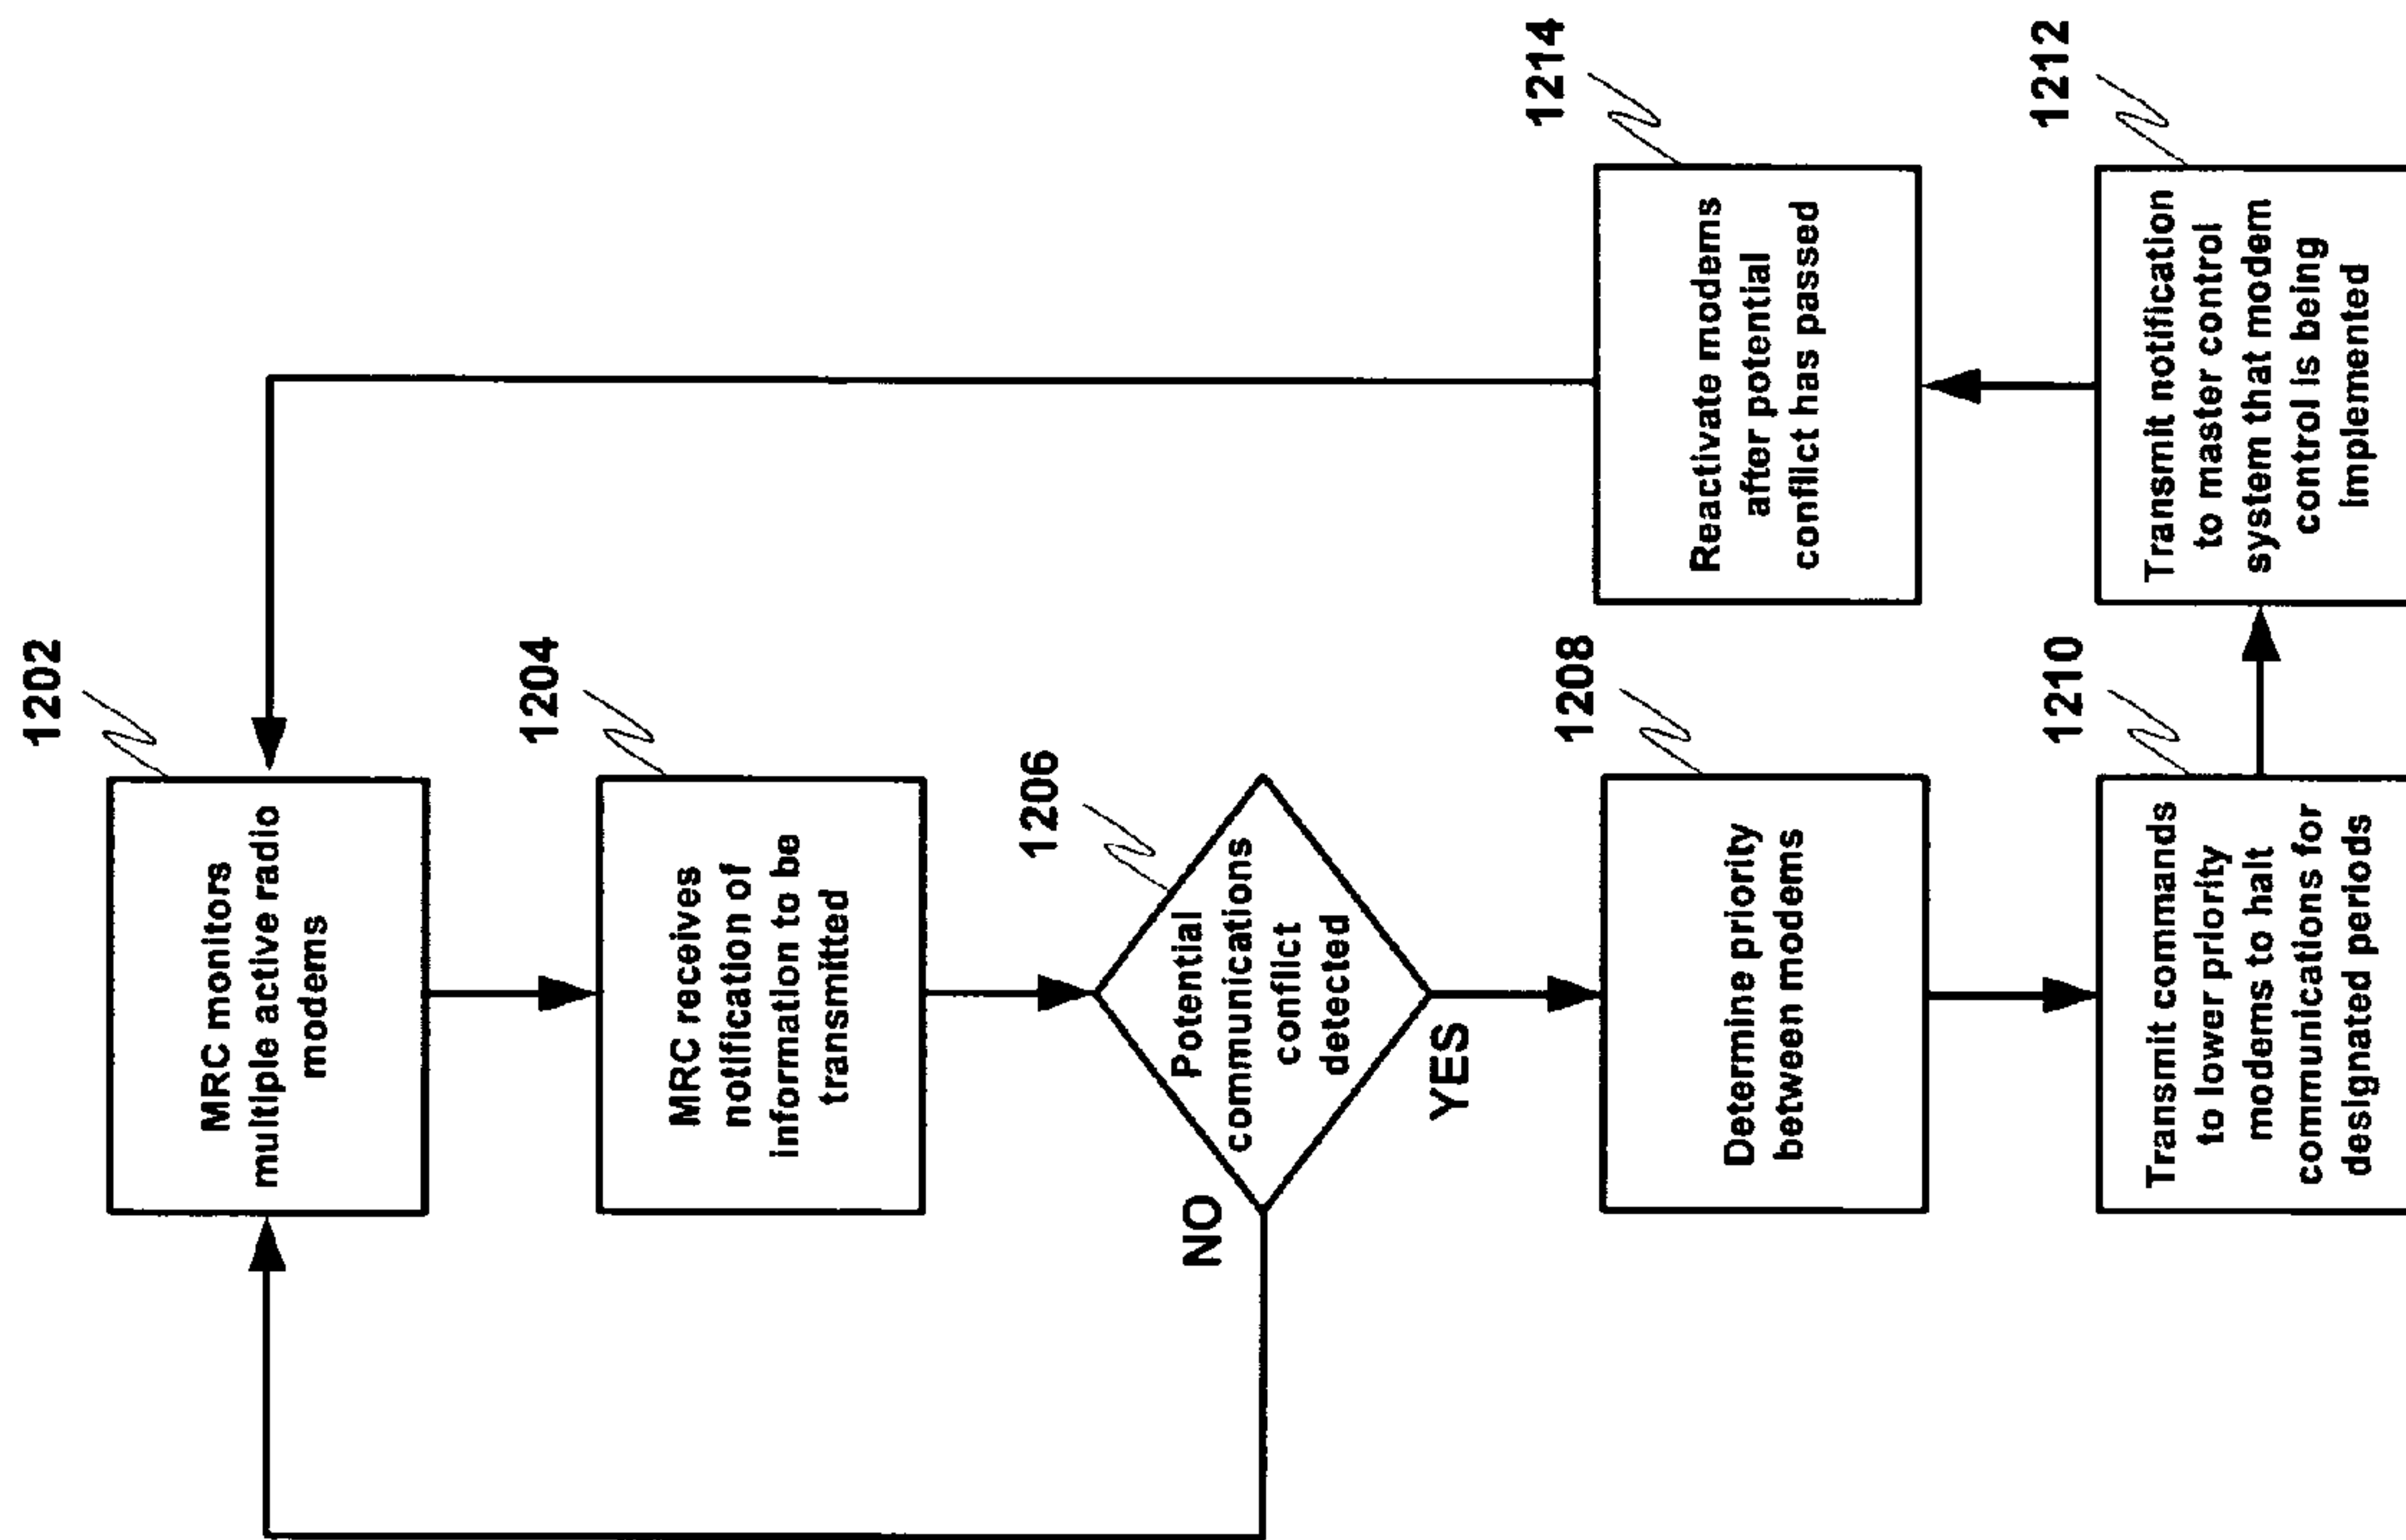 1202
MRC monitors
multiple active radio
modems
1204
MRC receives
notification of
information to be
transmitted
1206
Potential
communications
conflict
detected
NO
YES
1208
Determine priority
between modems
1210
Transmit commands
to lower priority
modems to halt
communications for
designated periods
1212
Transmit notification
to master control
system that modem
control is being
implemented
1214
Reactivate modems
after potential
conflict has passed